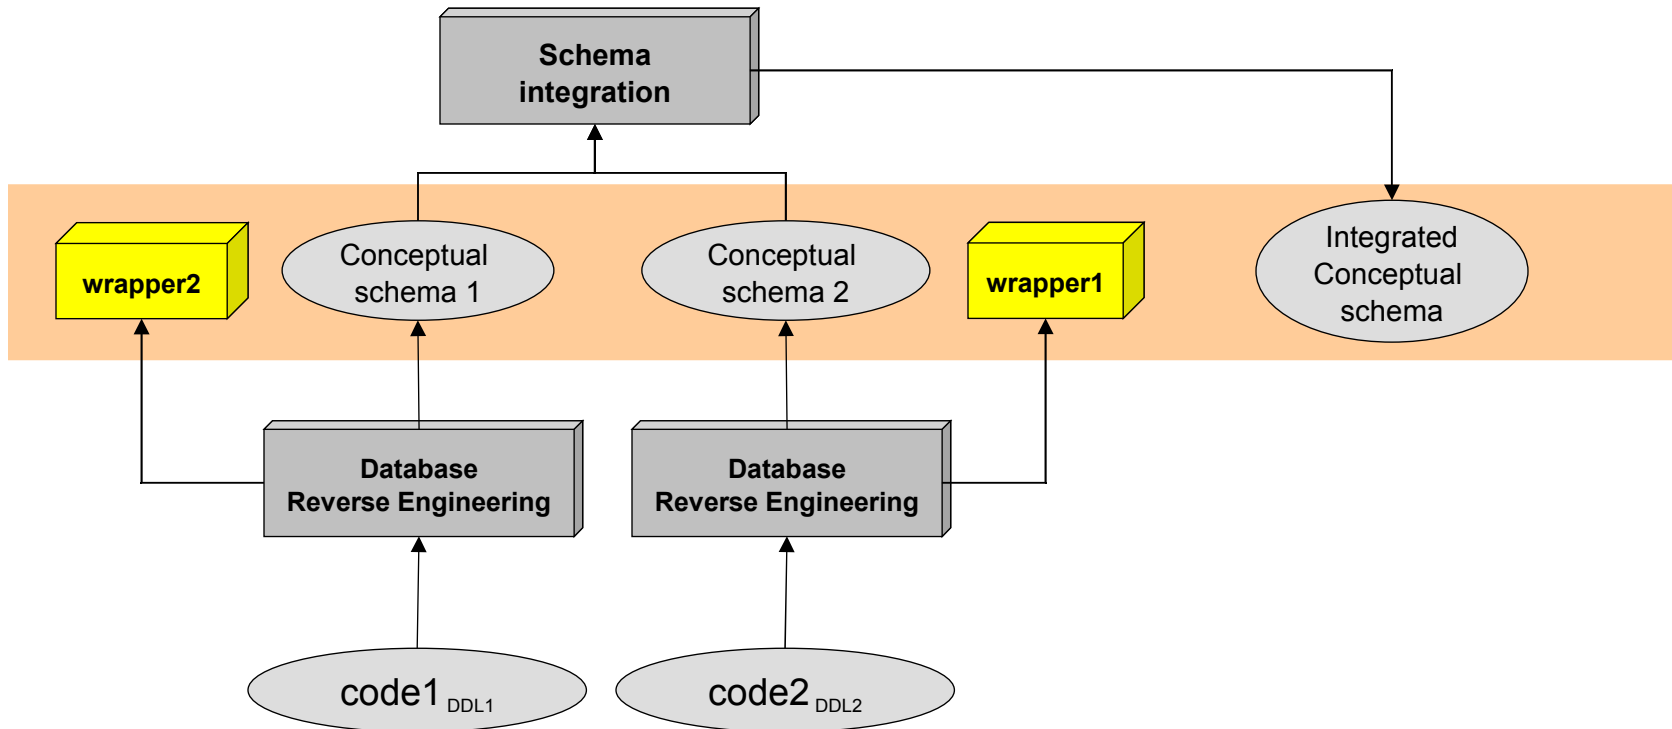 Schema
integration
wrapper2
Conceptual
schema 1
Conceptual
schema 2
wrapper1
Integrated
Conceptual
schema
Database
Reverse Engineering
Database
Reverse Engineering
code1 DDL1
code2 DDL2